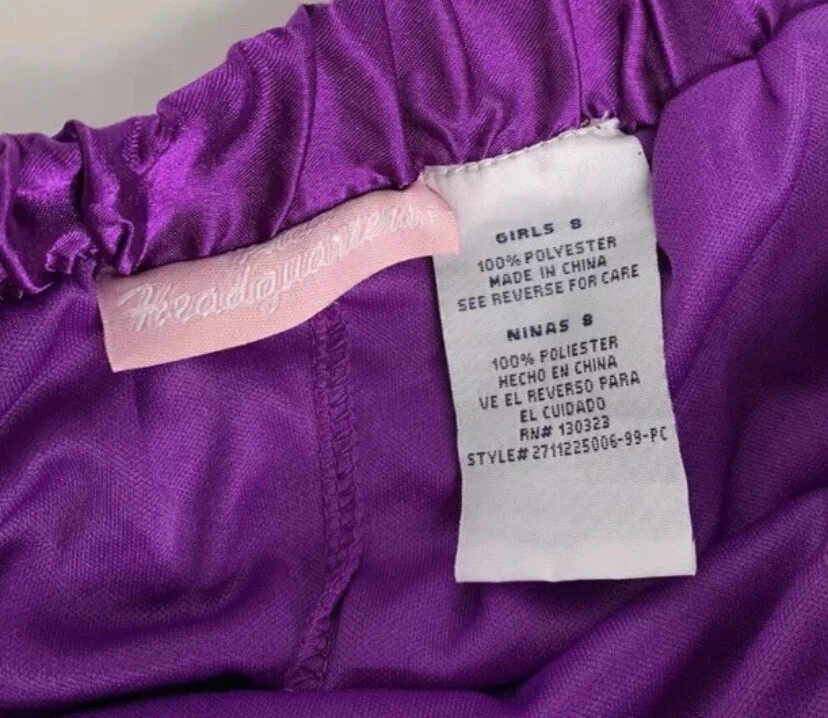 Headquarters
GIRLS 8
100% POLYESTER
MADE IN CHINA
SEE REVERSE FOR CARE
NINAS 8
100% POLIESTER
HECHO EN CHINA
VE EL REVERSO PARA
EL CUIDADO
RN# 130323
STYLE# 2711225006-99-PC